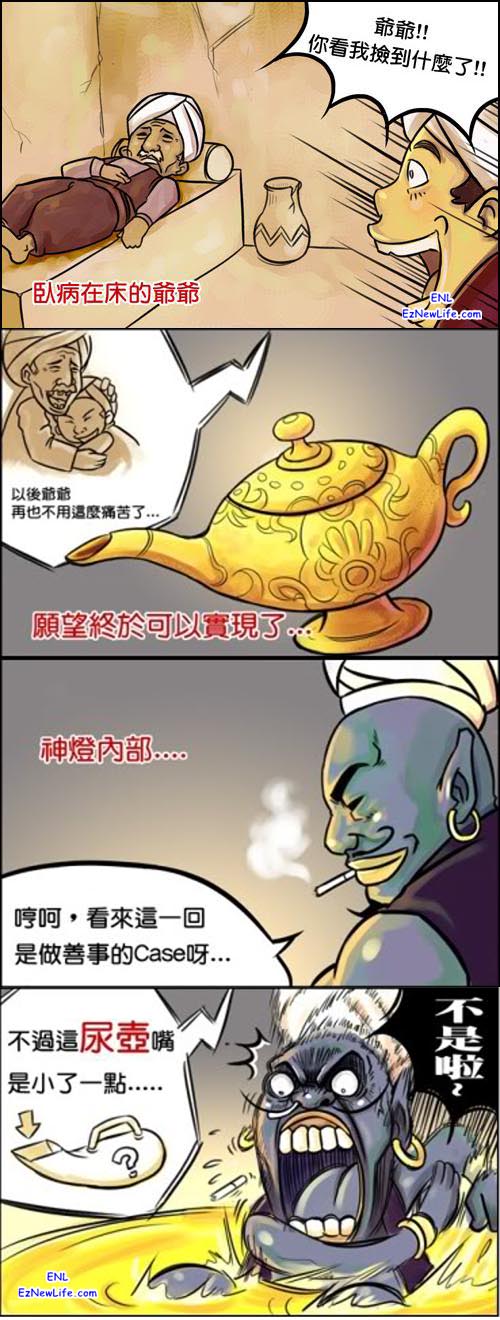 爺爺!!
你看我撿到什麼了!!
臥病在床的爺爺
ENL
EzNewLife.com
以後爺爺
再也不用這麼痛苦了...
願望終於可以實現了...
神燈內部....
哼呵，看來這一回
是做善事的Case呀...
不過這尿壺嘴
是小了一點.....
?
不是啦~
ENL
EzNewLife.com